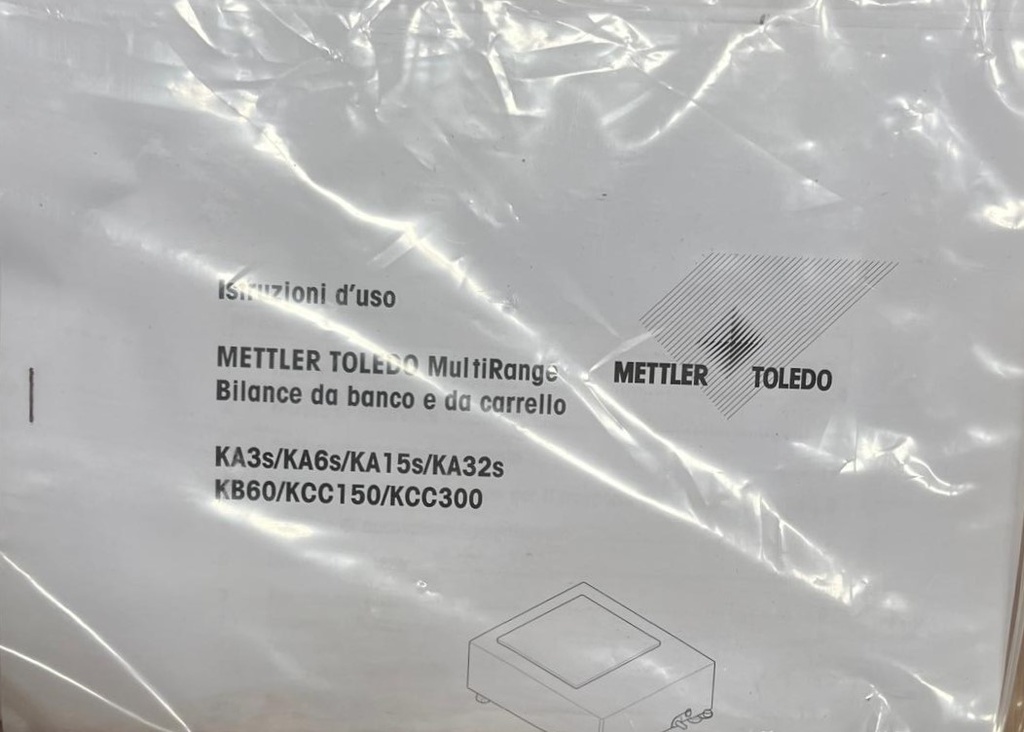 Istruzioni d'uso
METTLER TOLEDO MultiRange
Bilance da banco e da carrello
METTLER TOLEDO
KA3s/KA6s/KA15s/KA32s
KB60/KCC150/KCC300